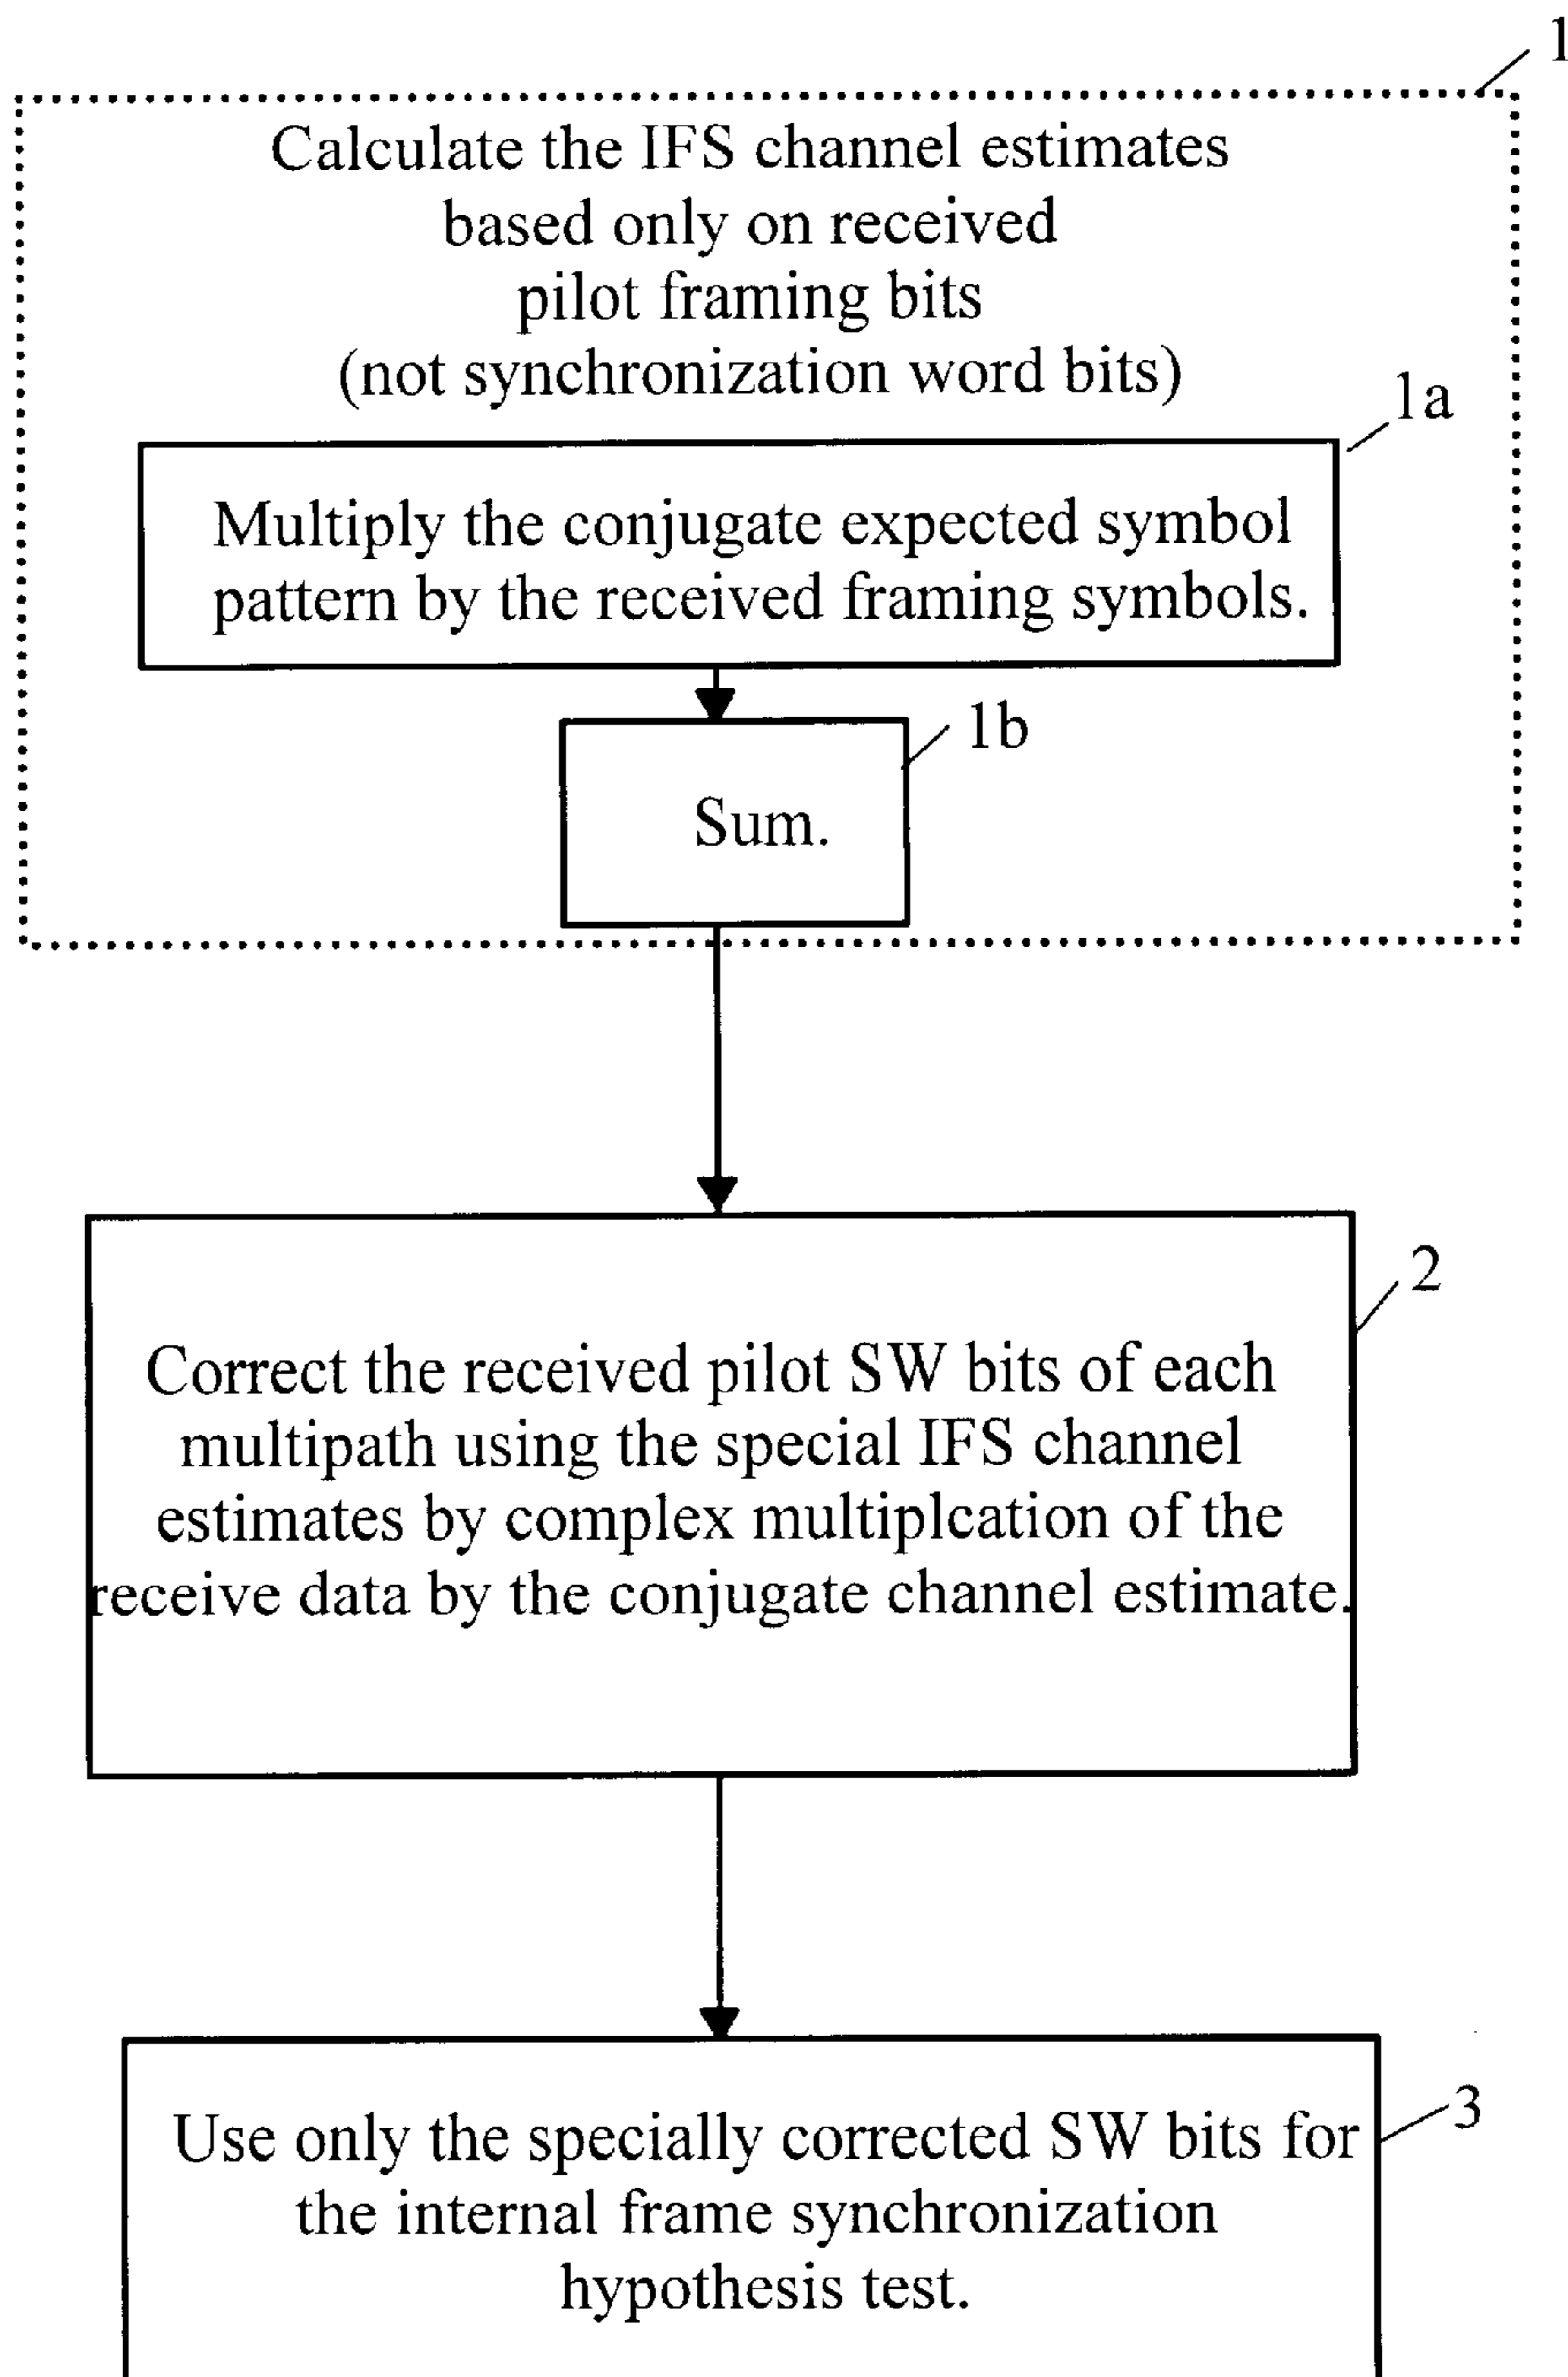 1
Calculate the IFS channel estimates
based only on received
pilot framing bits
(not synchronization word bits)
1a
Multiply the conjugate expected symbol
pattern by the received framing symbols.
1b
Sum.
2
Correct the received pilot SW bits of each
multipath using the special IFS channel
estimates by complex multiplcation of the
receive data by the conjugate channel estimate.
3
Use only the specially corrected SW bits for
the internal frame synchronization
hypothesis test.